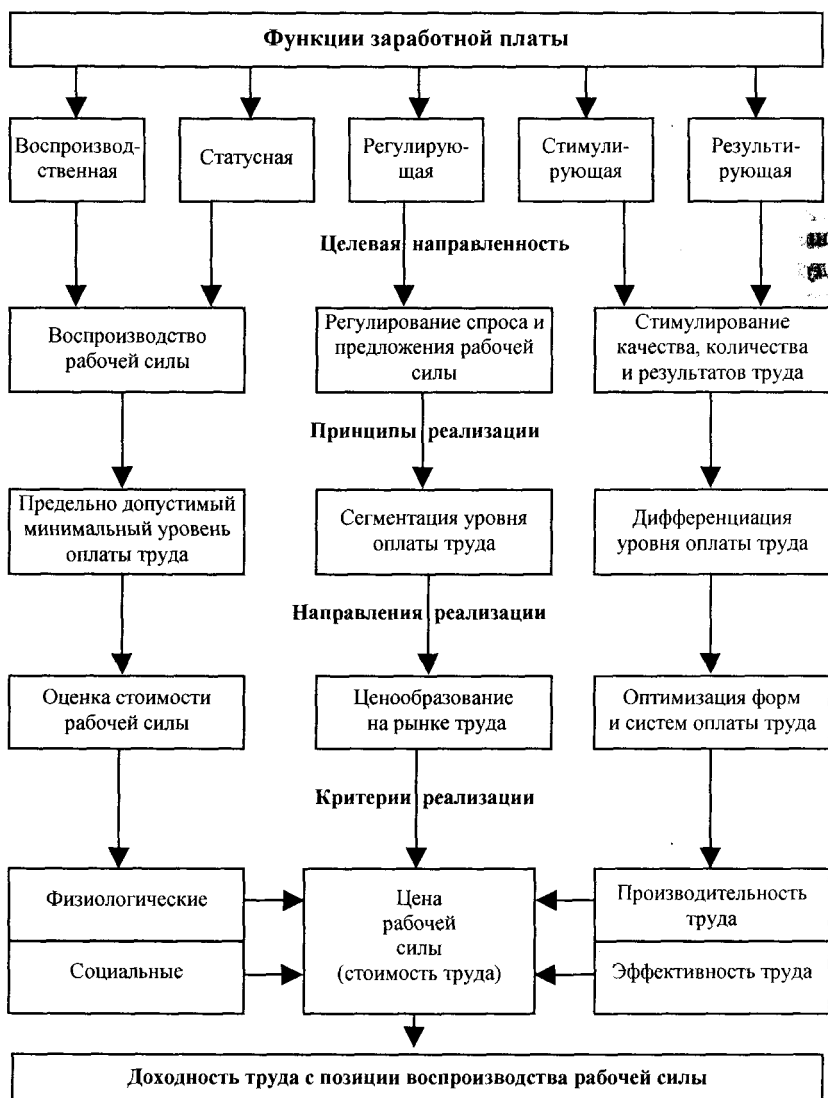 Функции заработной платы
Воспроизвод-
ственная
Статусная
Регулирую-
щая
Стимули-
рующая
Результи-
рующая
Целевая направленность
Воспроизводство
рабочей силы
Регулирование спроса и
предложения рабочей
силы
Стимулирование
качества, количества
и результатов труда
Принципы реализации
Предельно допустимый
минимальный уровень
оплаты труда
Сегментация уровня
оплаты труда
Дифференциация
уровня оплаты труда
Направления реализации
Оценка стоимости
рабочей силы
Ценообразование
на рынке труда
Оптимизация форм
и систем оплаты труда
Критерии реализации
Физиологические
Социальные
Цена
рабочей
силы
(стоимость труда)
Производительность
труда
Эффективность труда
Доходность труда с позиции воспроизводства рабочей силы